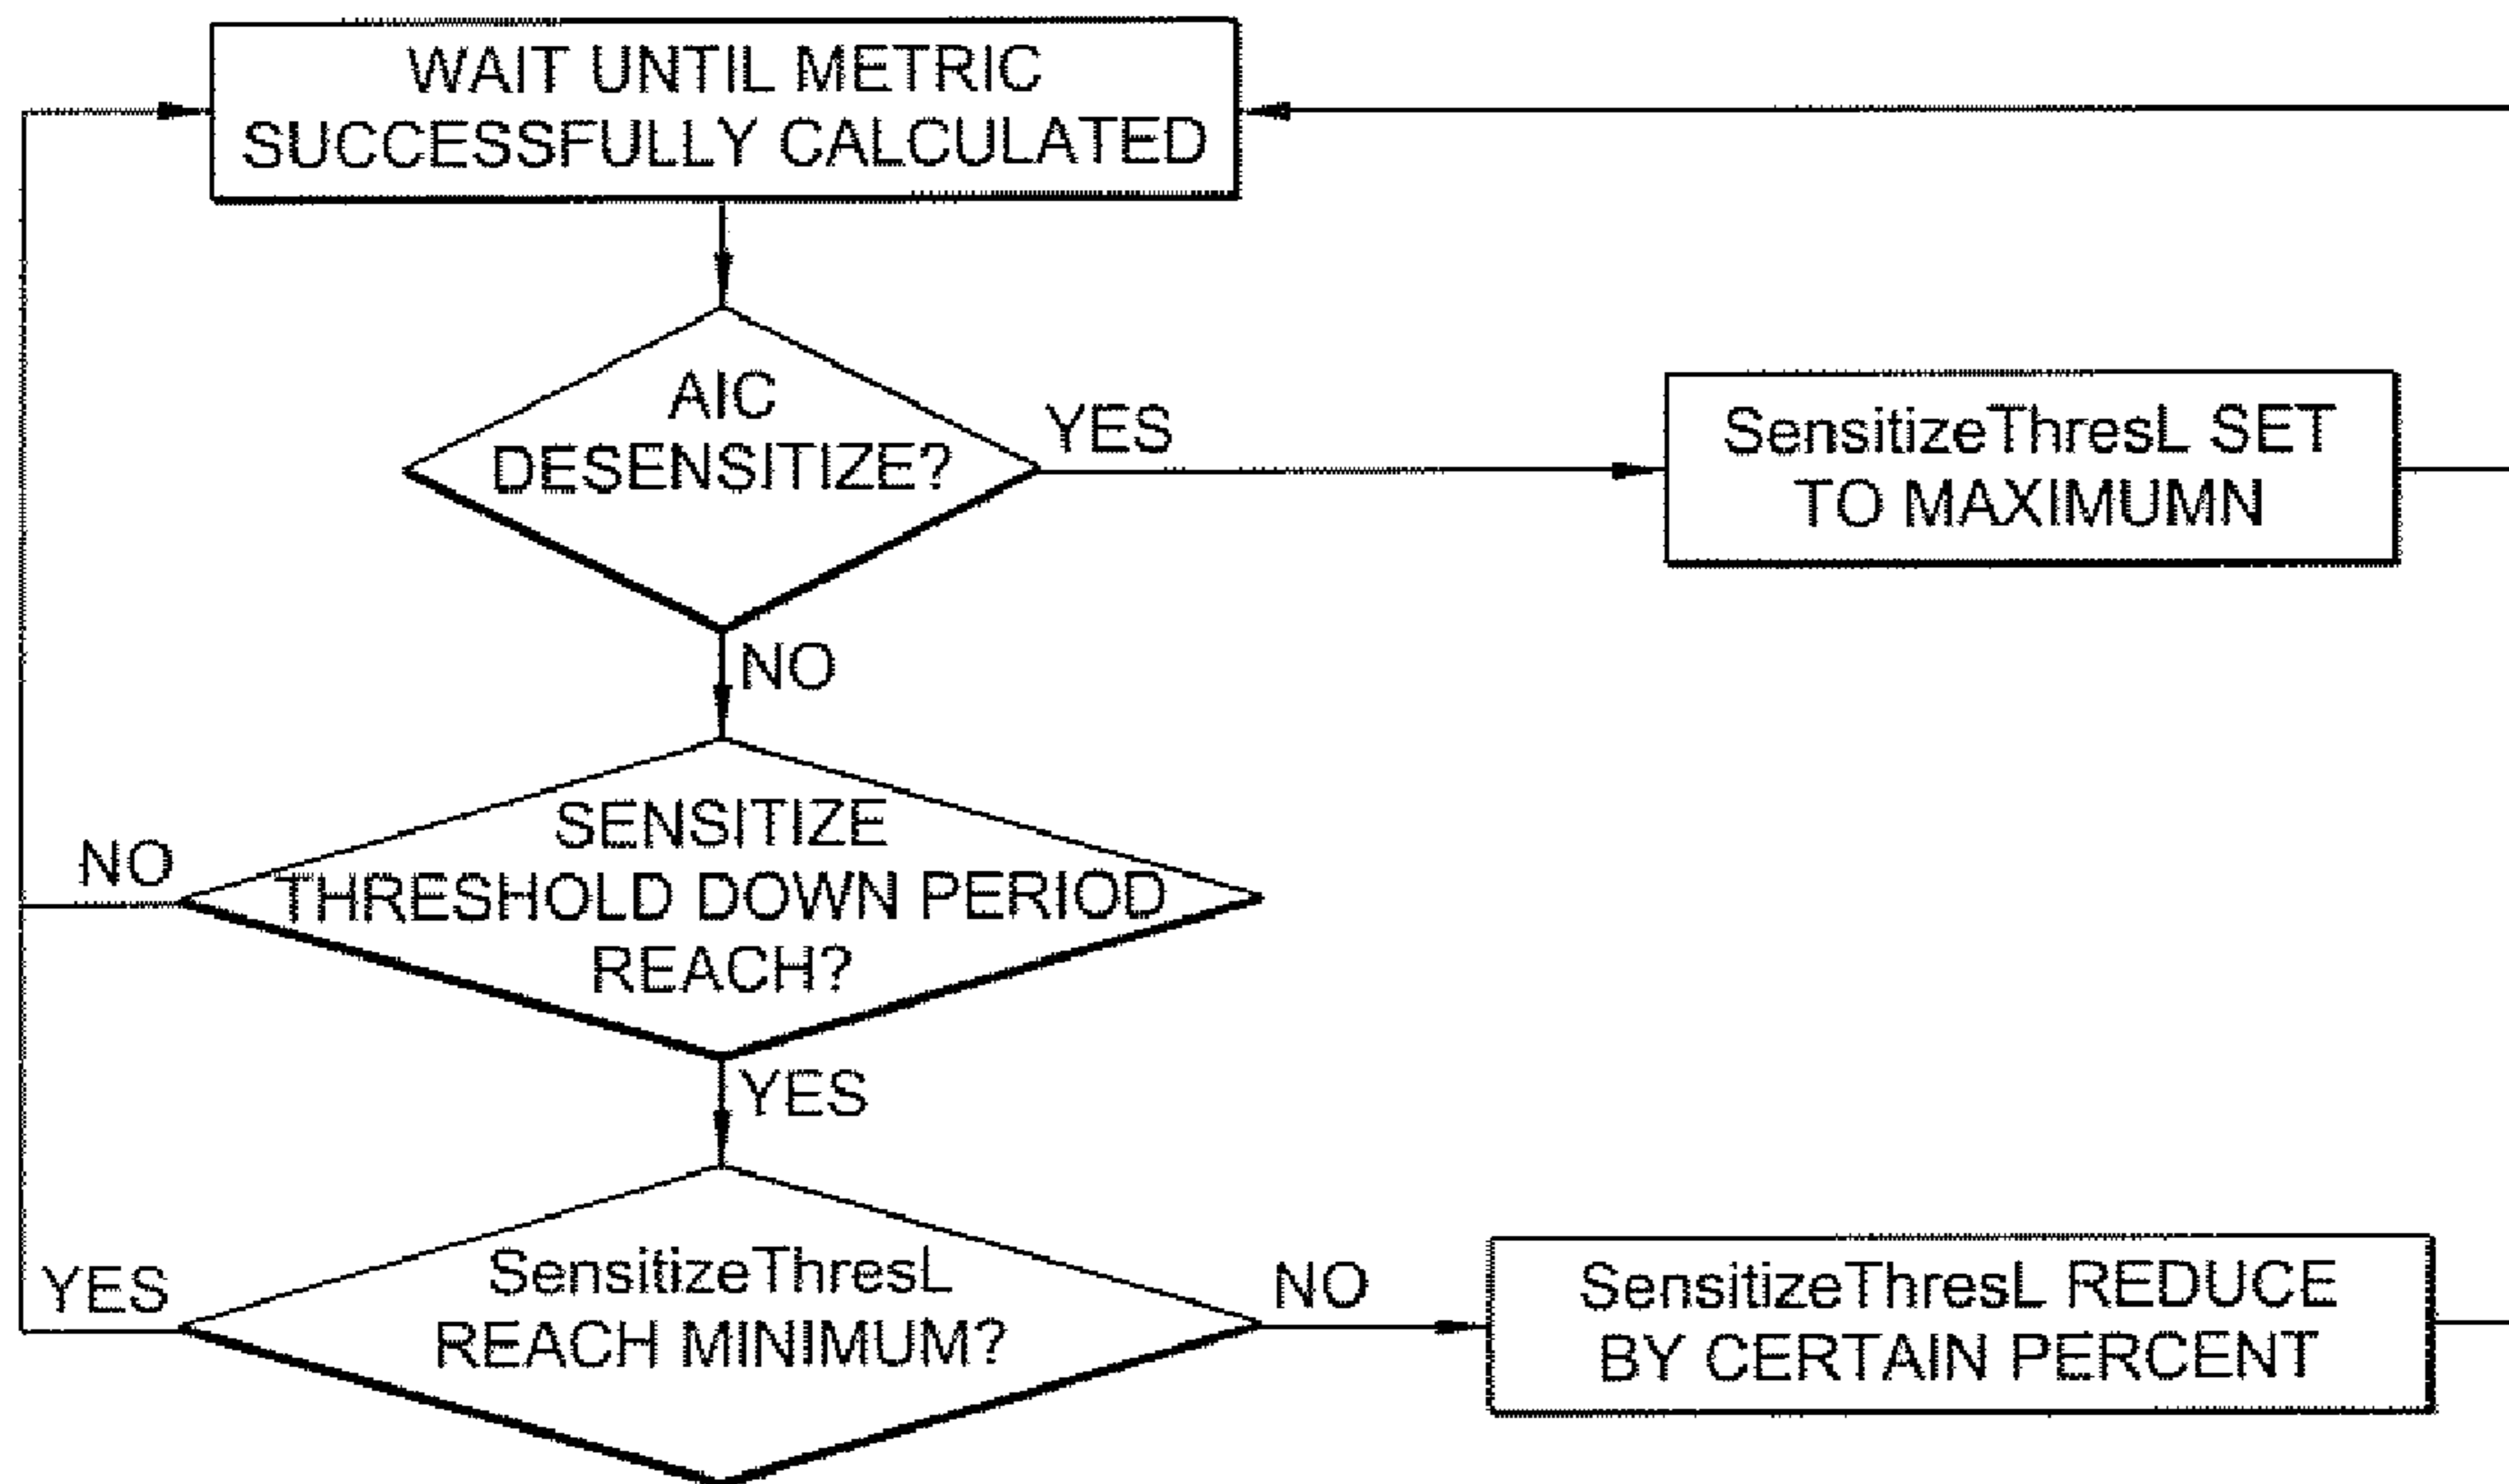 WAIT UNTIL METRIC
SUCCESSFULLY CALCULATED
AIC
DESENSITIZE?
YES
SensitizeThresL SET
TO MAXIMUMN
NO
SENSITIZE
THRESHOLD DOWN PERIOD
REACH?
NO
YES
SensitizeThresL
REACH MINIMUM?
YES
NO
SensitizeThresL REDUCE
BY CERTAIN PERCENT